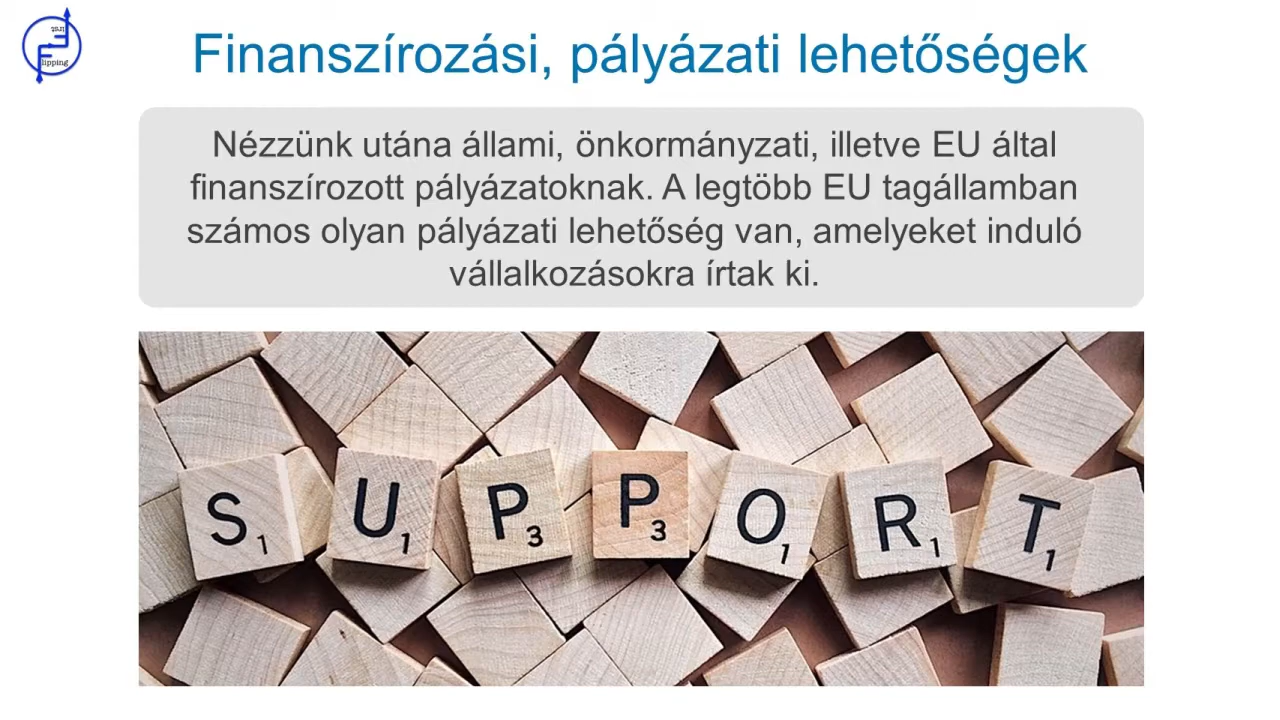 First
Flipping
Finanszírozási, pályázati lehetőségek
Nézzünk utána állami, önkormányzati, illetve EU által
finanszírozott pályázatoknak. A legtöbb EU tagállamban
számos olyan pályázati lehetőség van, amelyeket induló
vállalkozásokra írtak ki.
S1 U1 P3 P3 O1 R1 T1